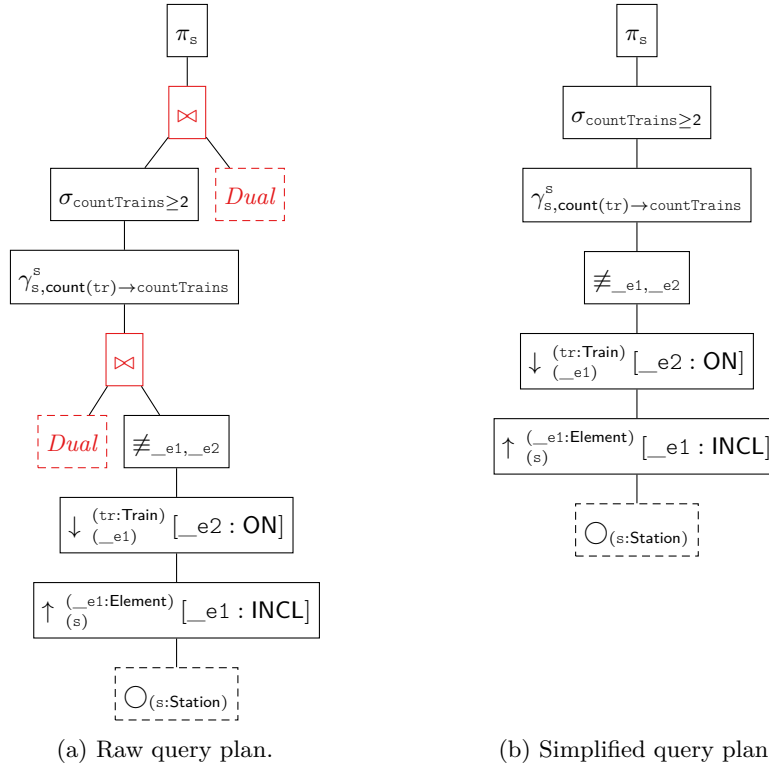 π_s
⋈
σ_countTrains≥2
Dual
γ^s_s,count(tr)→countTrains
⋈
Dual
≢__e1,__e2
↓ (tr:Train) (__e1) [__e2 : ON]
↑ (__e1:Element) (s) [__e1 : INCL]
◯(s:Station)
(a) Raw query plan.
π_s
σ_countTrains≥2
γ^s_s,count(tr)→countTrains
≢__e1,__e2
↓ (tr:Train) (__e1) [__e2 : ON]
↑ (__e1:Element) (s) [__e1 : INCL]
◯(s:Station)
(b) Simplified query plan